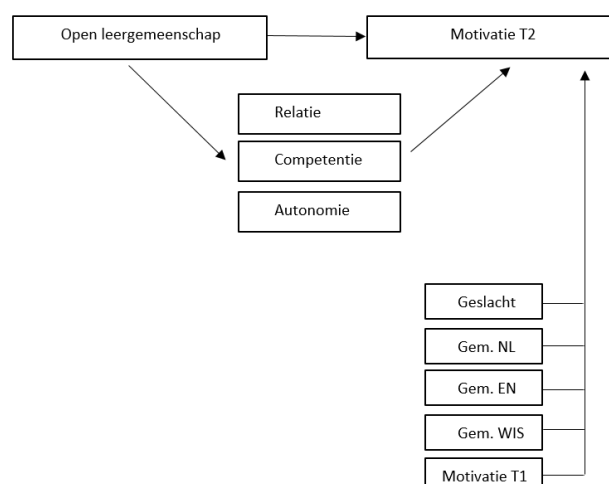 Open leergemeenschap
Motivatie T2
Relatie
Competentie
Autonomie
Geslacht
Gem. NL
Gem. EN
Gem. WIS
Motivatie T1